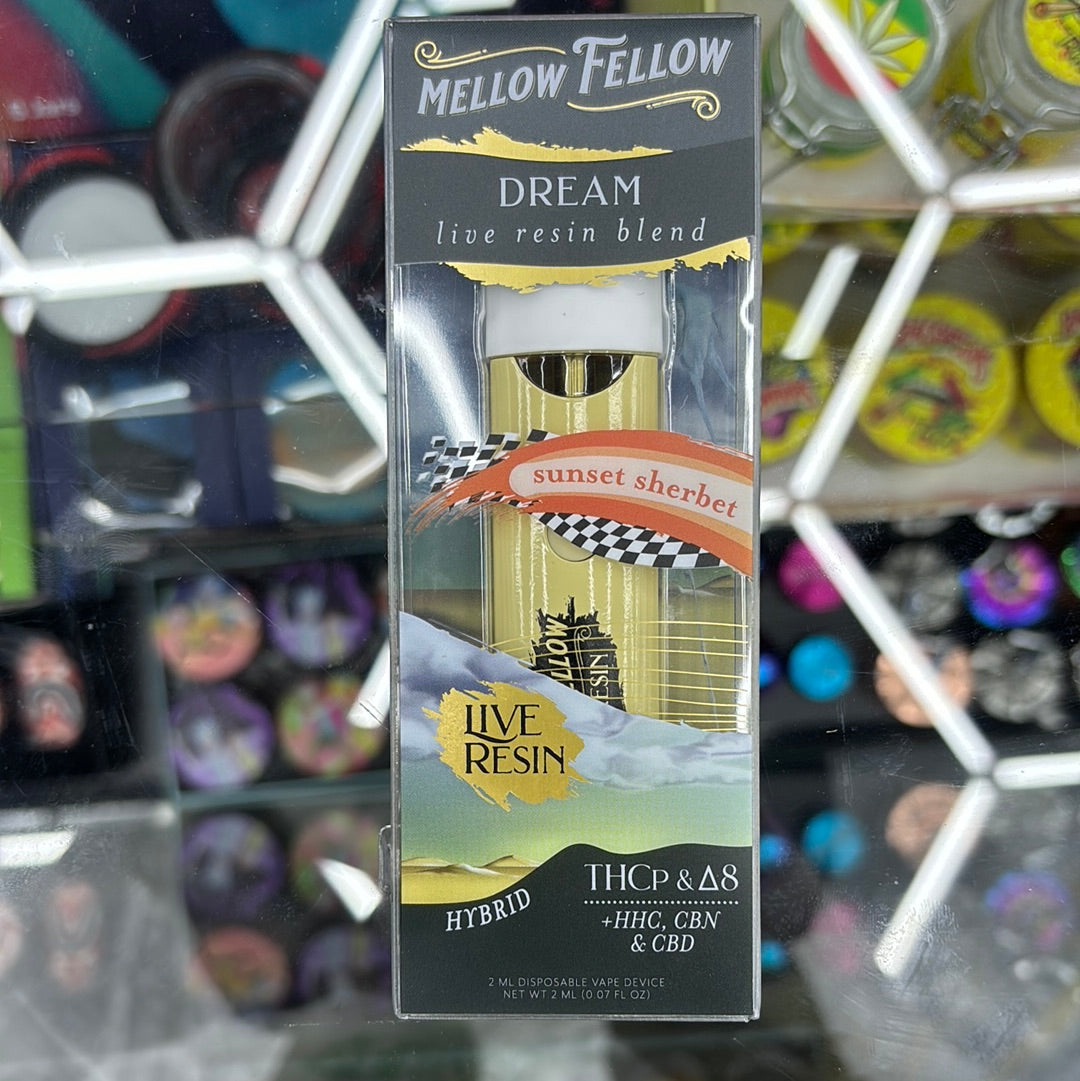 MELLOW FELLOW
DREAM
live resin blend
sunset sherbet
LIVE
RESIN
HYBRID
THCP & Δ8
+HHC, CBN
& CBD
2 ML DISPOSABLE VAPE DEVICE
NET WT 2 ML (0.07 FL OZ)